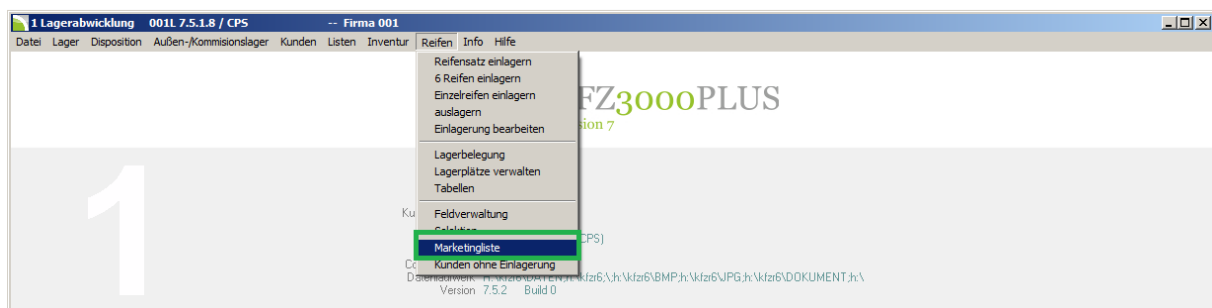 1 Lagerabwicklung 001L 7.5.1.8 / CPS -- Firma 001
Datei Lager Disposition Außen-/Kommisionslager Kunden Listen Inventur Reifen Info Hilfe
Reifensatz einlagern
6 Reifen einlagern
Einzelreifen einlagern
auslagern
Einlagerung bearbeiten
Lagerbelegung
Lagerplätze verwalten
Tabellen
Feldverwaltung
Marketingliste
Kunden ohne Einlagerung
FZ3000PLUS
sion 7
1
Ku
CPS)
Version 7.5.2 Build 0